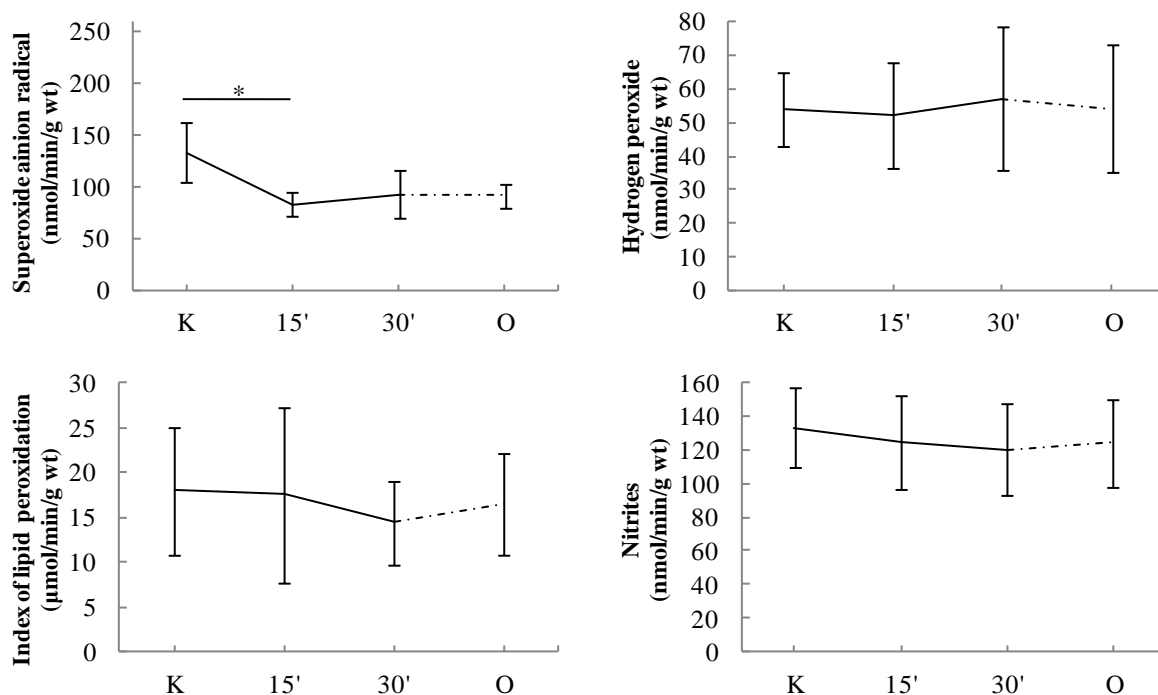 Superoxide ainion radical
(nmol/min/g wt)
250
200
150
100
50
0
*
K 15' 30' O
Hydrogen peroxide
(nmol/min/g wt)
80
70
60
50
40
30
20
10
0
K 15' 30' O
Index of lipid peroxidation
(µmol/min/g wt)
30
25
20
15
10
5
0
K 15' 30' O
Nitrites
(nmol/min/g wt)
160
140
120
100
80
60
40
20
0
K 15' 30' O